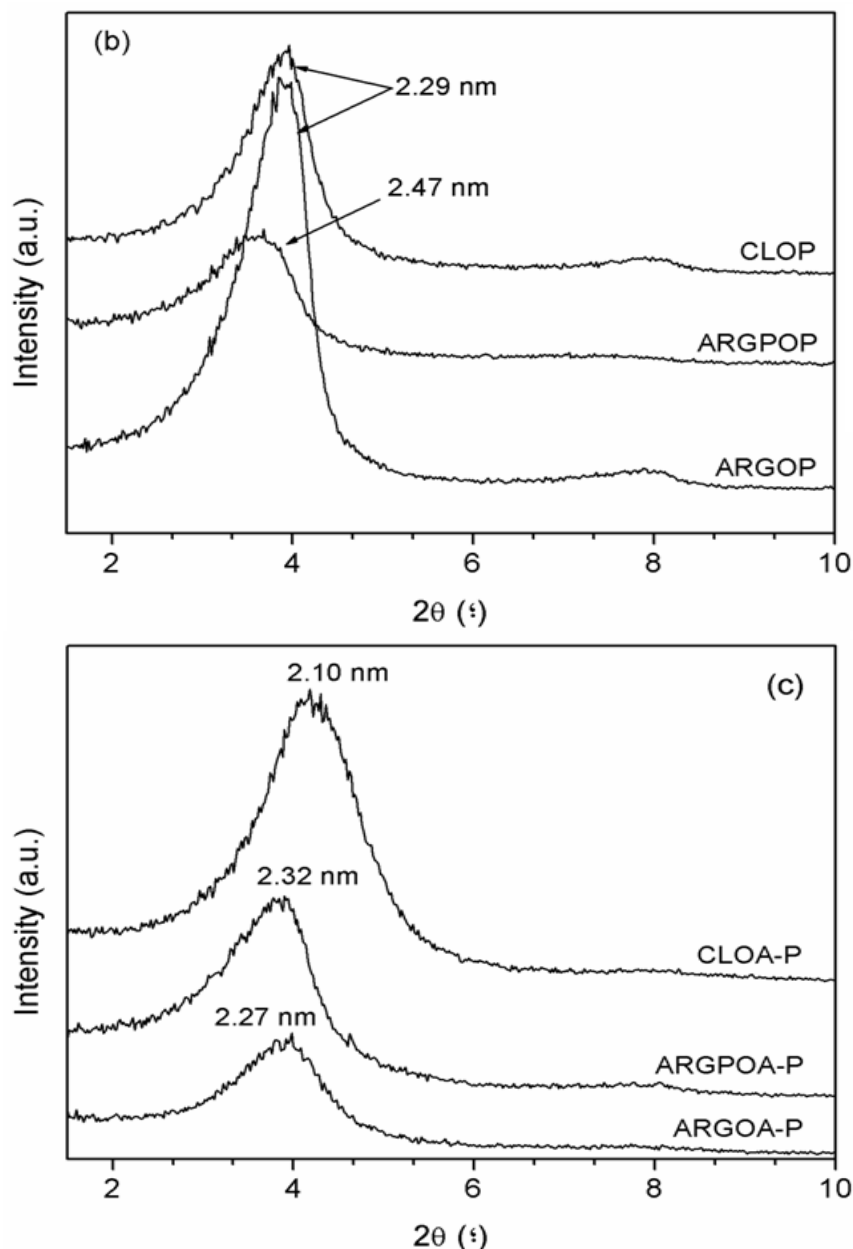 (b)
2.29 nm
2.47 nm
CLOP
ARGPOP
ARGOP
Intensity (a.u.)
2 4 6 8 10
2θ (
(c)
2.10 nm
2.32 nm
CLOA-P
2.27 nm
ARGPOA-P
ARGOA-P
Intensity (a.u.)
2 4 6 8 10
2θ (